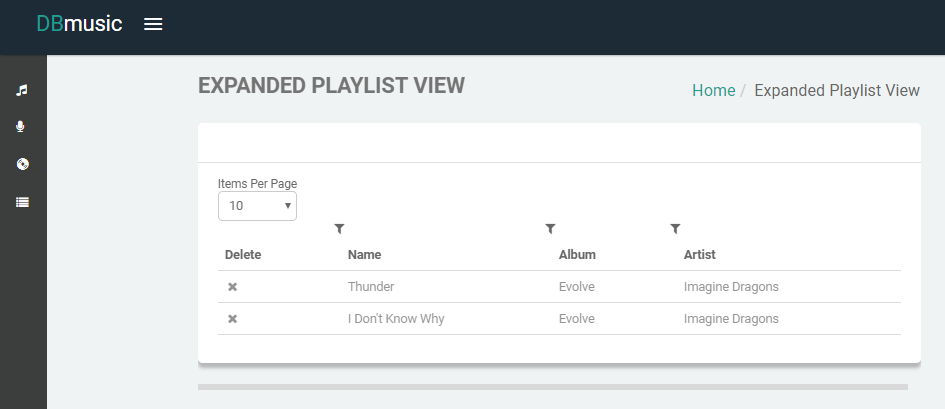 DBmusic
EXPANDED PLAYLIST VIEW
Home / Expanded Playlist View
Items Per Page
10
Delete Name Album Artist
Thunder Evolve Imagine Dragons
I Don't Know Why Evolve Imagine Dragons